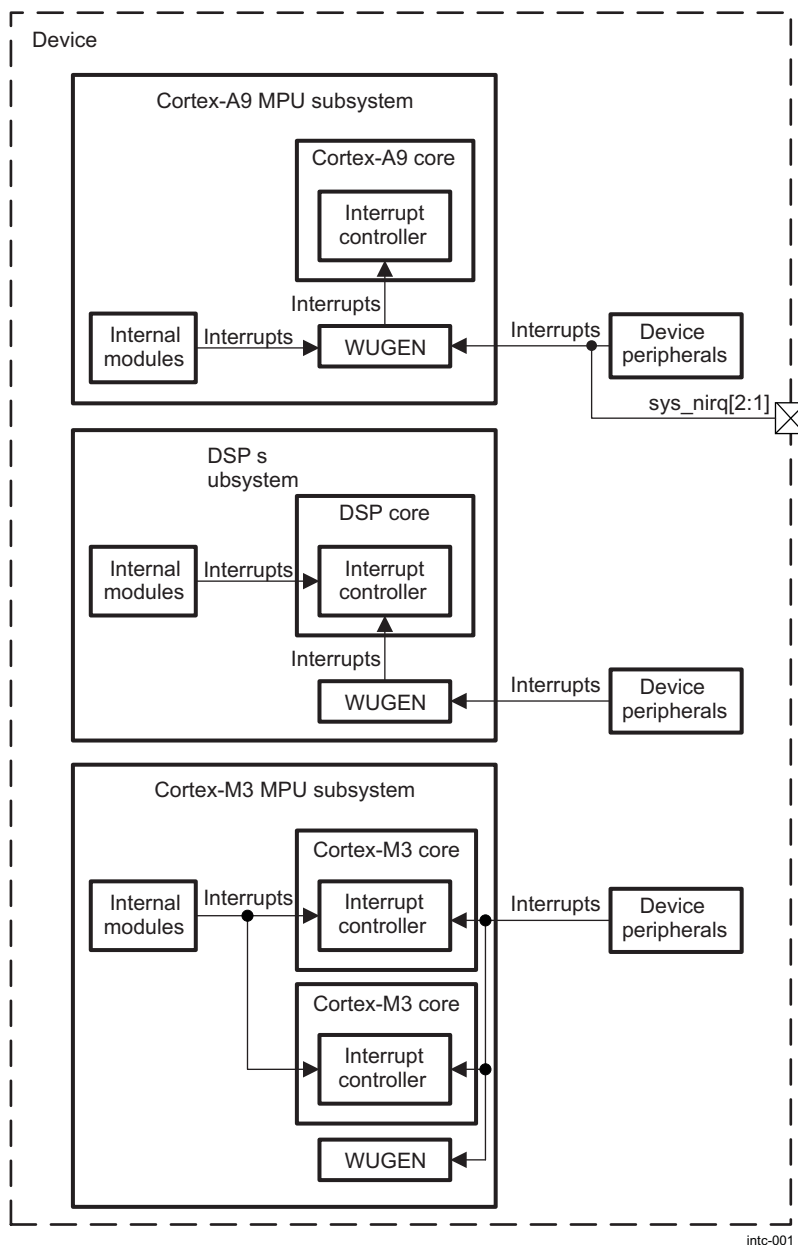 Device
Cortex-A9 MPU subsystem
Cortex-A9 core
Interrupt
controller
Interrupts
Internal
modules
Interrupts
WUGEN
Interrupts
Device
peripherals
sys_nirq[2:1]
DSP s
ubsystem
DSP core
Internal
modules
Interrupts
Interrupt
controller
Interrupts
WUGEN
Interrupts
Device
peripherals
Cortex-M3 MPU subsystem
Cortex-M3 core
Internal
modules
Interrupts
Interrupt
controller
Interrupts
Device
peripherals
Cortex-M3 core
Interrupt
controller
WUGEN
intc-001